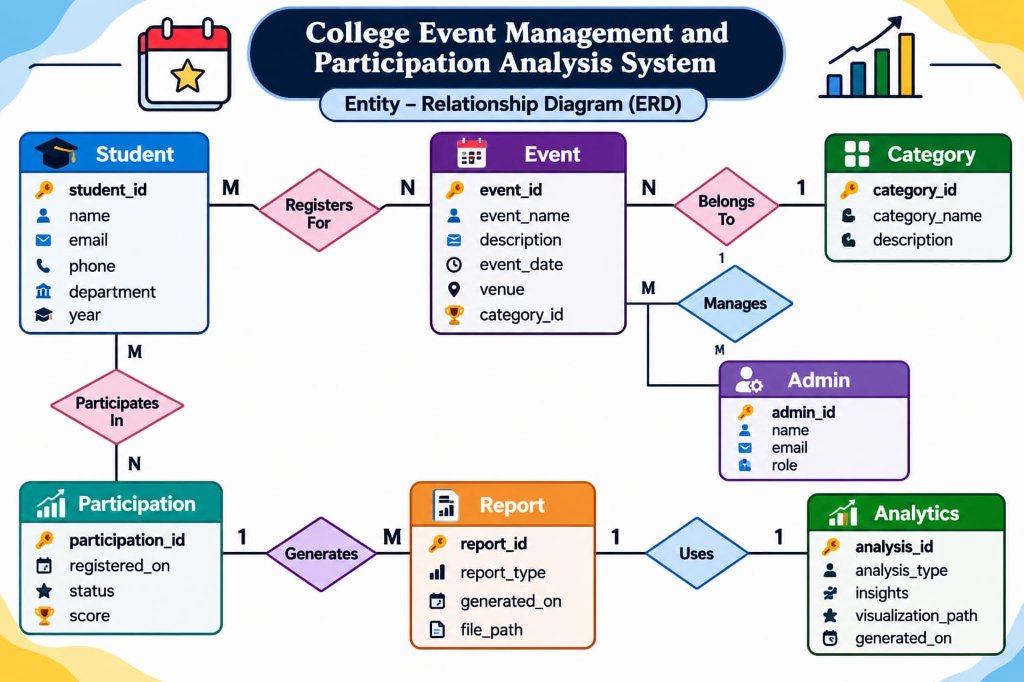 College Event Management and
Participation Analysis System
Entity – Relationship Diagram (ERD)
Student
student_id
name
email
phone
department
year
M
Registers
For
N
Event
event_id
event_name
description
event_date
venue
category_id
N
Belongs
To
1
Category
category_id
category_name
description
1
M
Manages
M
Admin
admin_id
name
email
role
M
Participates
In
N
Participation
participation_id
registered_on
status
score
1
Generates
M
Report
report_id
report_type
generated_on
file_path
1
Uses
1
Analytics
analysis_id
analysis_type
insights
visualization_path
generated_on